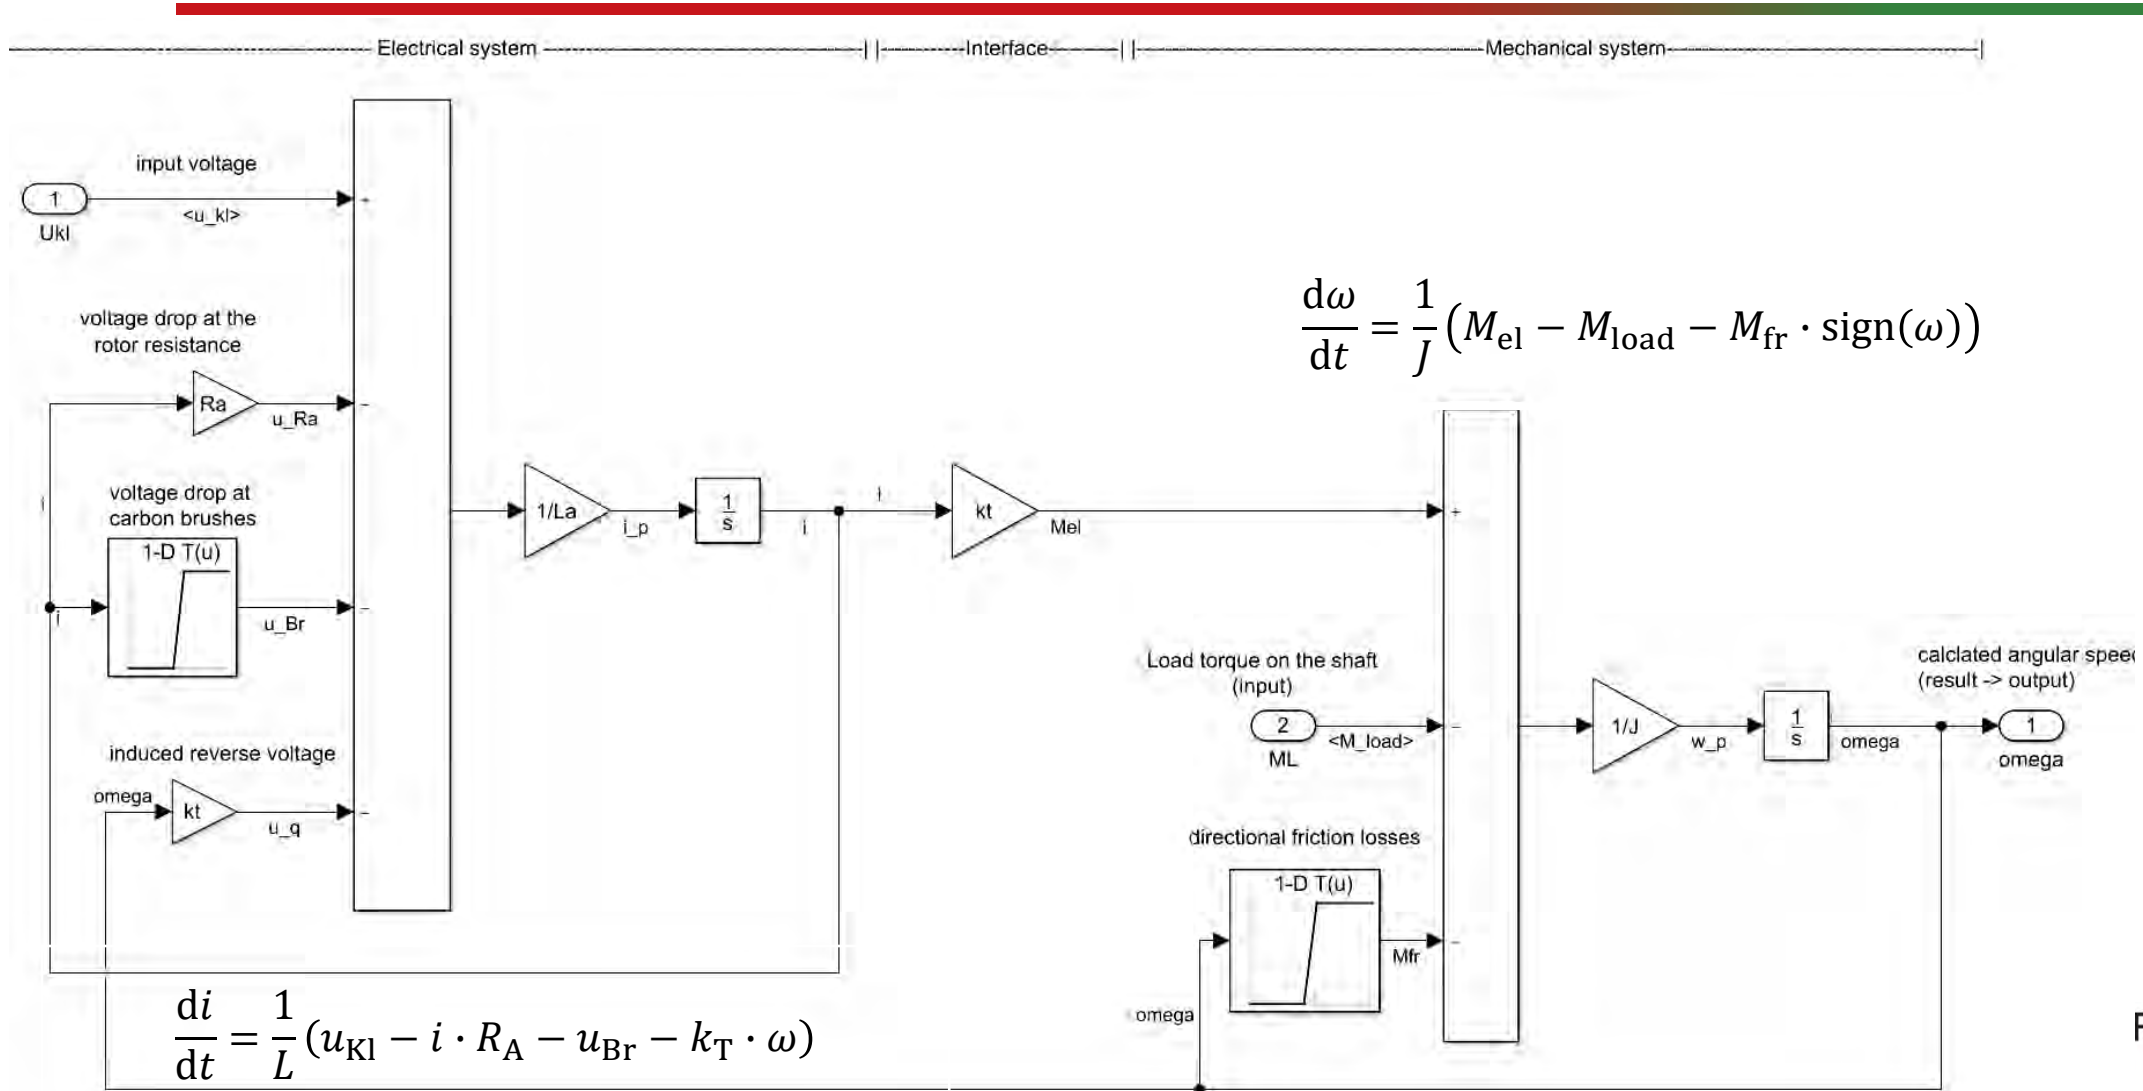 Electrical system
Interface
Mechanical system
input voltage
1
<u_kl>
Ukl
+
voltage drop at the
rotor resistance
Ra
u_Ra
-
i
voltage drop at
carbon brushes
1-D T(u)
i
u_Br
-
induced reverse voltage
omega
kt
u_q
-
1/La
i_p
1
s
i
i
kt
Mel
dω/dt = 1/J (M_el − M_load − M_fr · sign(ω))
+
Load torque on the shaft
(input)
2
<M_load>
ML
-
directional friction losses
1-D T(u)
Mfr
-
omega
1/J
w_p
1
s
omega
calclated angular speed
(result -> output)
1
omega
di/dt = 1/L (u_Kl − i · R_A − u_Br − k_T · ω)